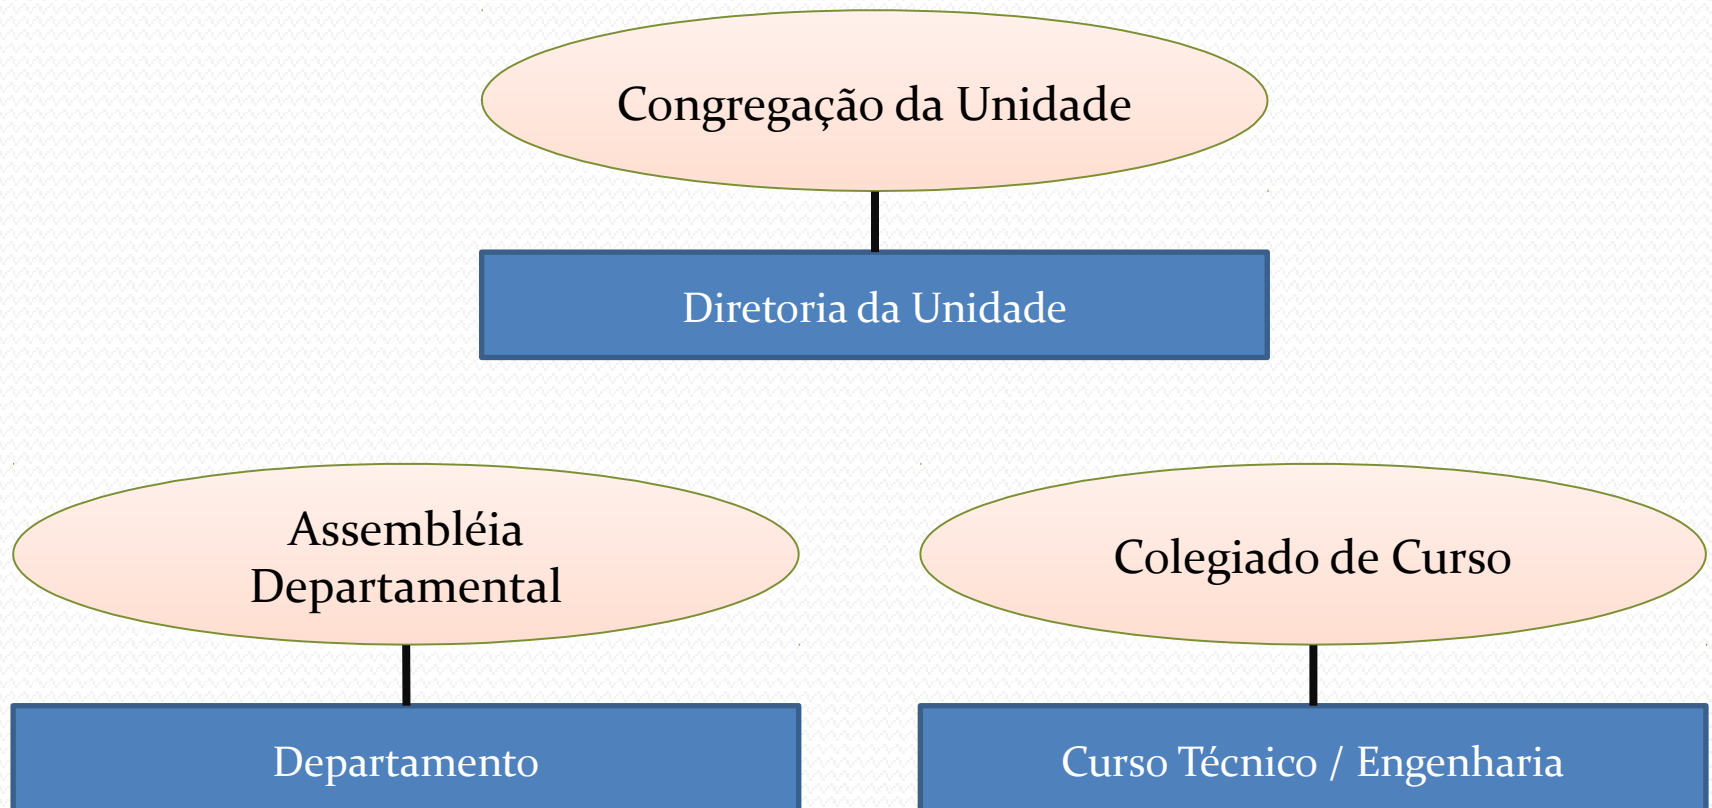 Congregação da Unidade
Diretoria da Unidade
Assembléia
Departamental
Colegiado de Curso
Departamento
Curso Técnico / Engenharia